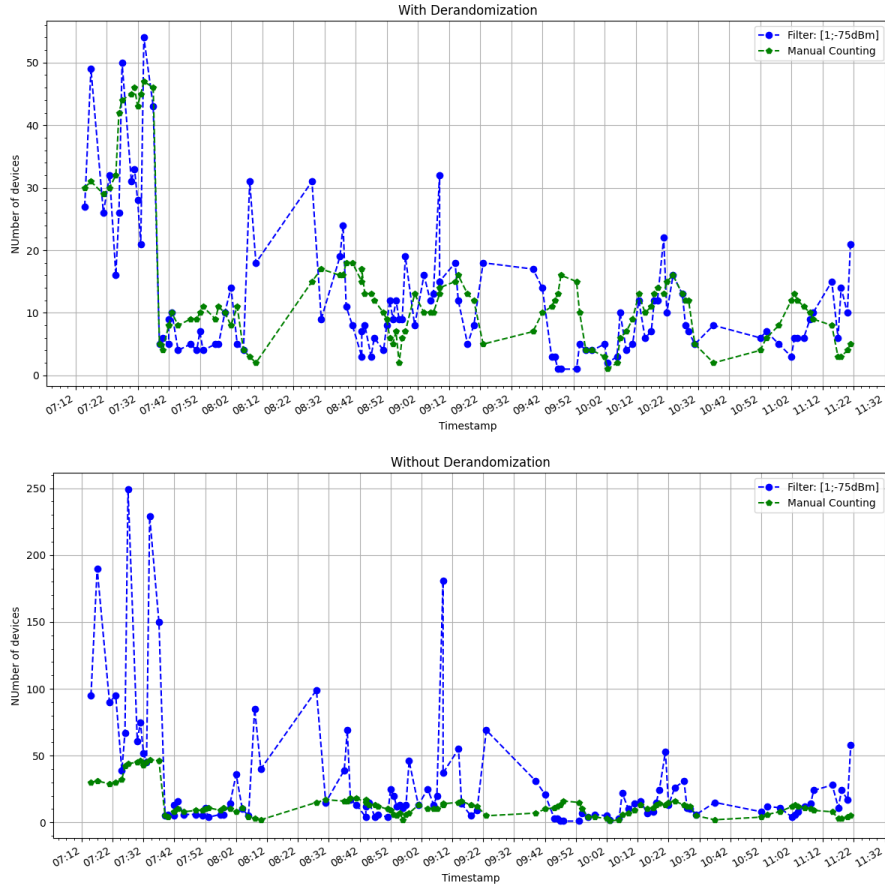 With Derandomization
Filter: [1;-75dBm]
Manual Counting
NUmber of devices
50
40
30
20
10
0
07:12 07:22 07:32 07:42 07:52 08:02 08:12 08:22 08:32 08:42 08:52 09:02 09:12 09:22 09:32 09:42 09:52 10:02 10:12 10:22 10:32 10:42 10:52 11:02 11:12 11:22 11:32
Timestamp
Without Derandomization
Filter: [1;-75dBm]
Manual Counting
NUmber of devices
250
200
150
100
50
0
07:12 07:22 07:32 07:42 07:52 08:02 08:12 08:22 08:32 08:42 08:52 09:02 09:12 09:22 09:32 09:42 09:52 10:02 10:12 10:22 10:32 10:42 10:52 11:02 11:12 11:22 11:32
Timestamp